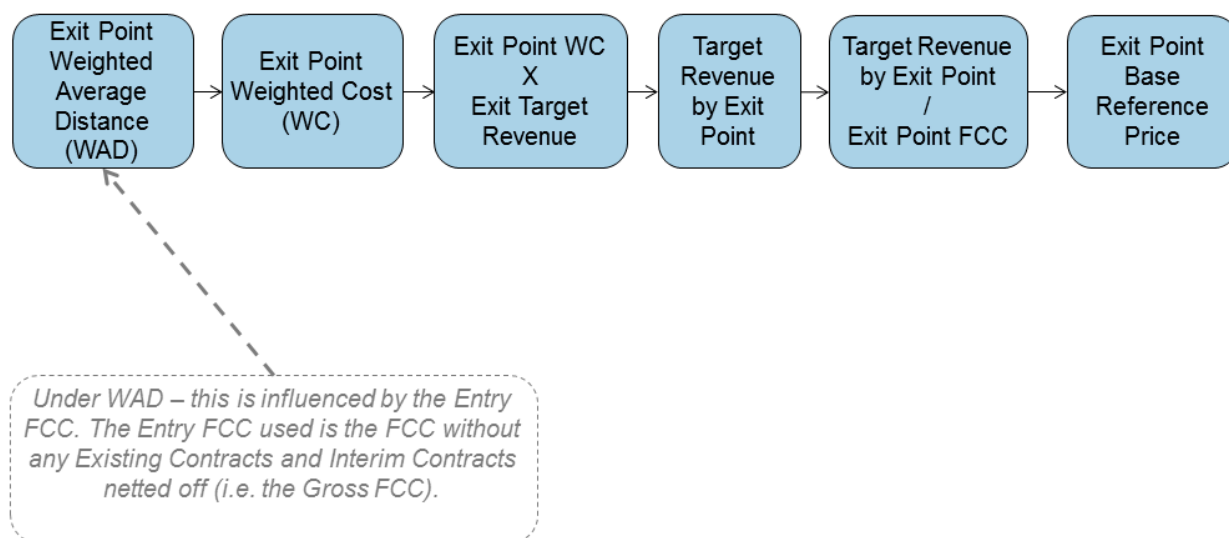 Exit Point
Weighted
Average
Distance
(WAD)
Exit Point
Weighted Cost
(WC)
Exit Point WC
X
Exit Target
Revenue
Target
Revenue
by Exit
Point
Target Revenue
by Exit Point
/
Exit Point FCC
Exit Point
Base
Reference
Price
Under WAD – this is influenced by the Entry
FCC. The Entry FCC used is the FCC without
any Existing Contracts and Interim Contracts
netted off (i.e. the Gross FCC).